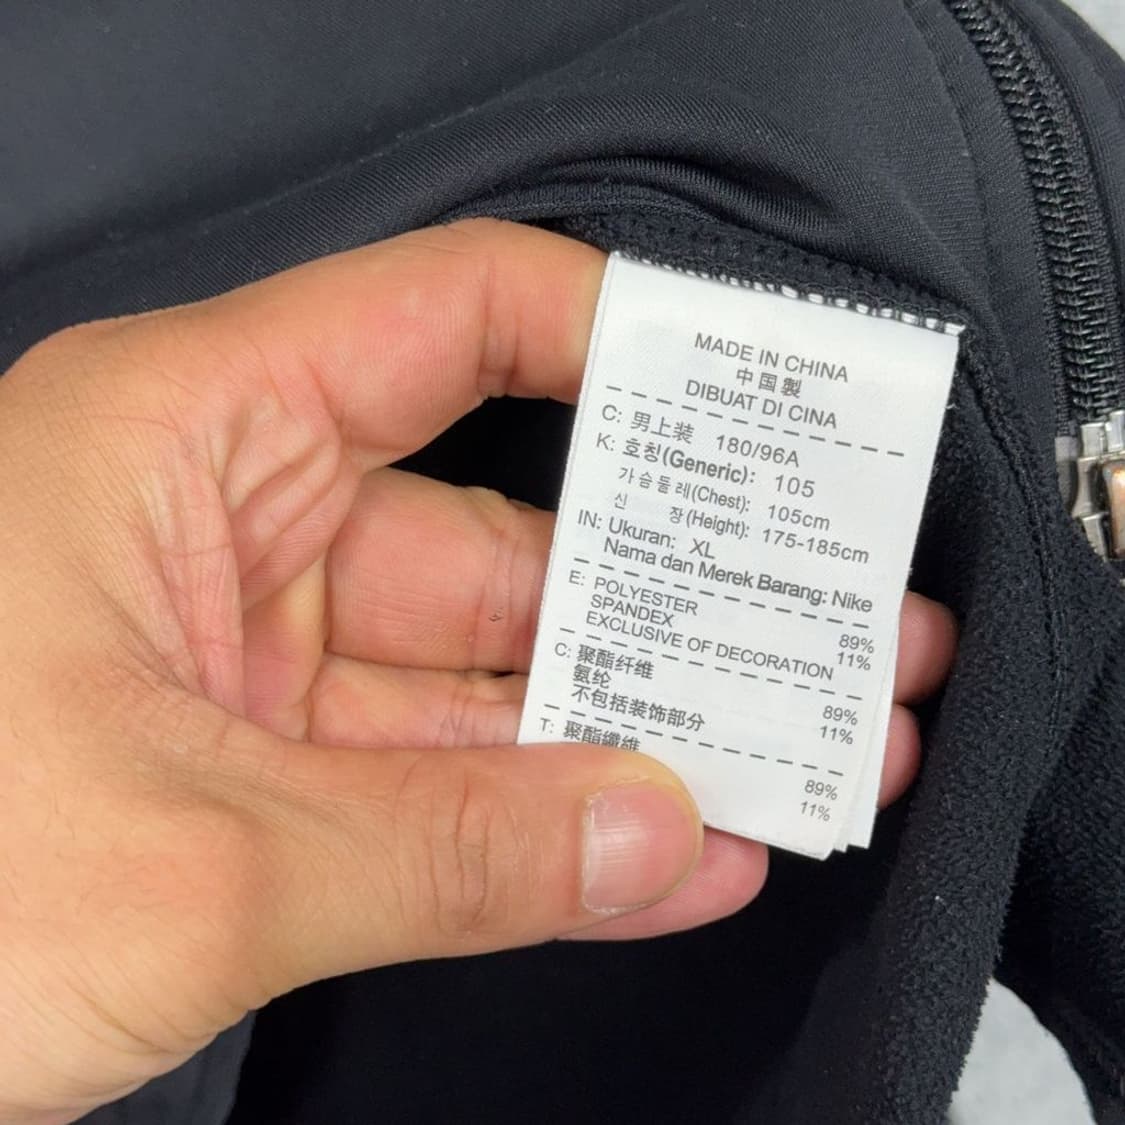 MADE IN CHINA
中国製
DIBUAT DI CINA
C: 男上装 180/96A
K: 호칭(Generic): 105
가슴둘레(Chest): 105cm
신 장(Height): 175-185cm
IN: Ukuran: XL
Nama dan Merek Barang: Nike
E: POLYESTER 89%
SPANDEX 11%
EXCLUSIVE OF DECORATION
C: 聚酯纤维 89%
氨纶 11%
不包括装饰部分
T: 聚酯纖維 89%
11%